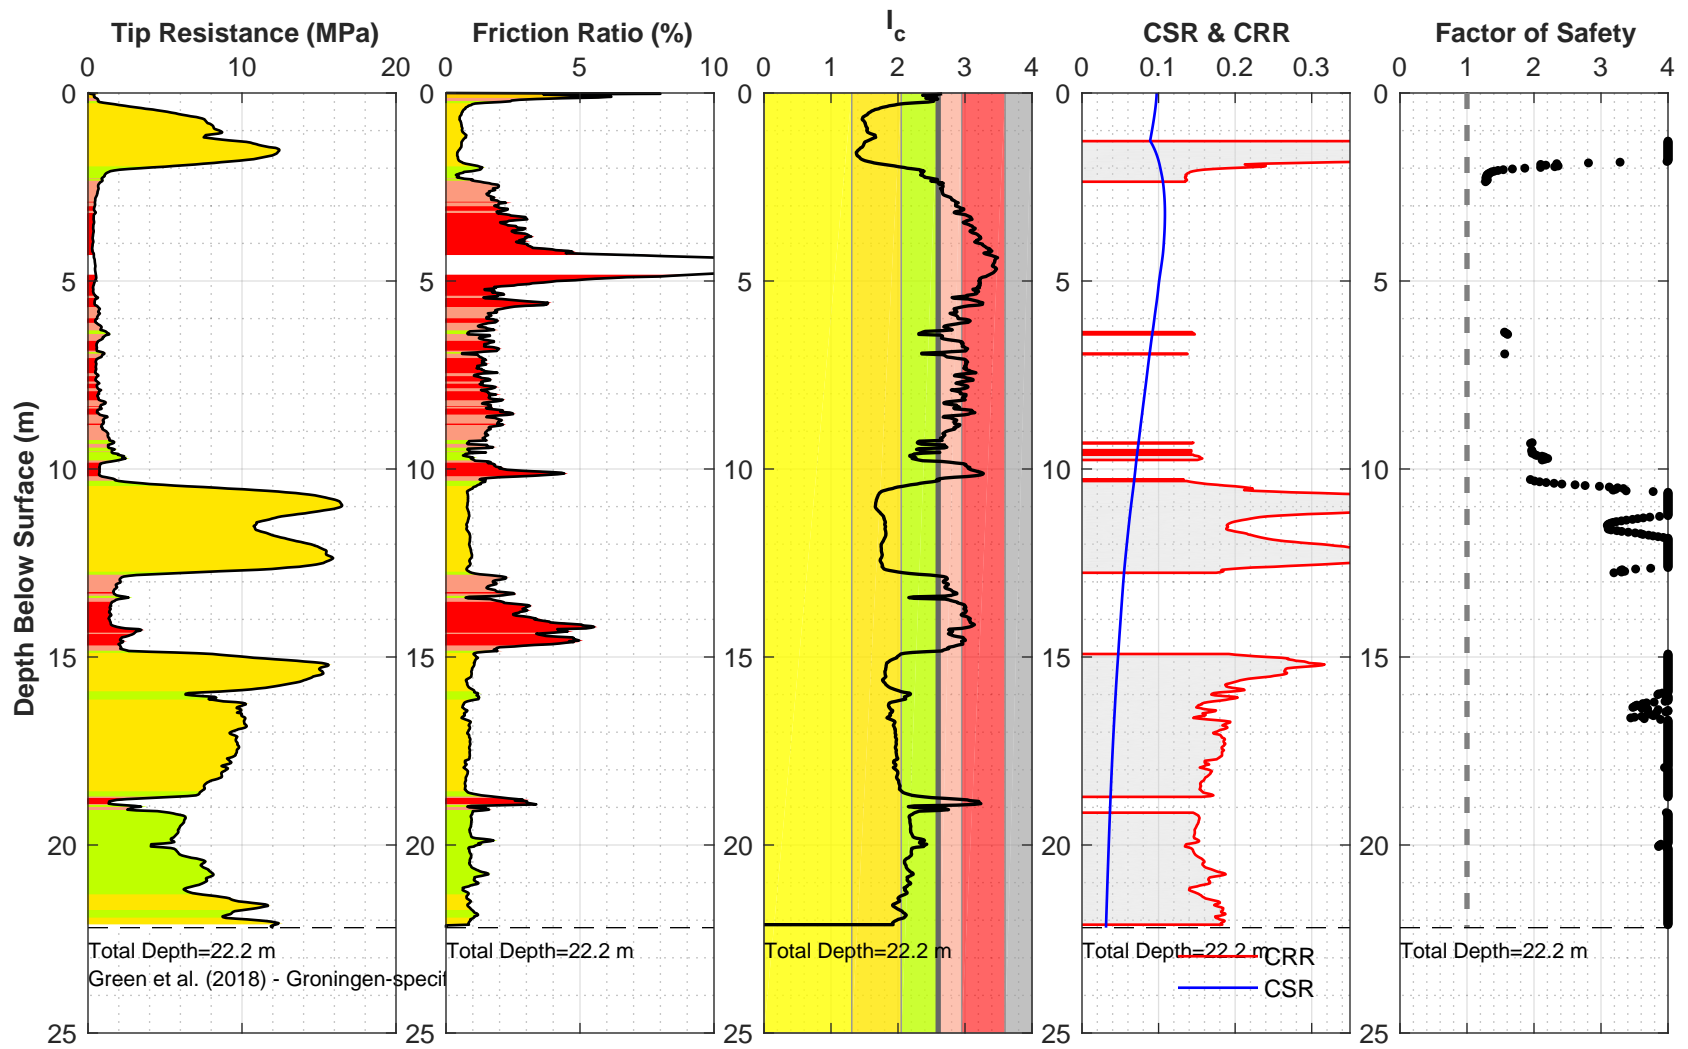 Tip Resistance (MPa)
Friction Ratio (%)
Ic
CSR & CRR
Factor of Safety
0 10 20
0 5 10
0 1 2 3 4
0 0.1 0.2 0.3
0 1 2 3 4
0 0 0 0 0
5 5 5 5 5
10 10 10 10 10
15 15 15 15 15
20 20 20 20 20
25 25 25 25 25
Depth Below Surface (m)
Total Depth=22.2 m
Green et al. (2018) - Groningen-specif
Total Depth=22.2 m
Total Depth=22.2 m
Total Depth=22.2 m
CRR
CSR
Total Depth=22.2 m